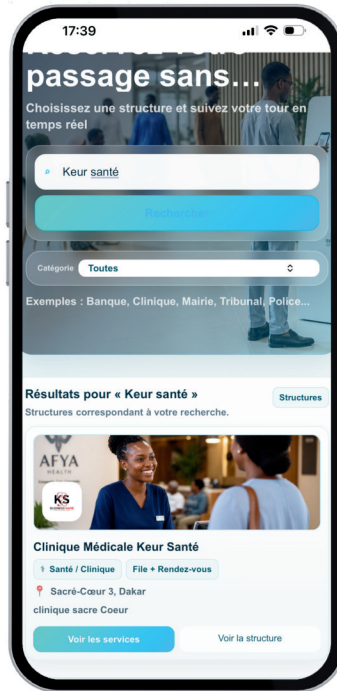 17:39
passage sans...
Choisissez une structure et suivez votre tour en
temps réel
Keur santé
Rechercher
Catégorie Toutes
Exemples : Banque, Clinique, Mairie, Tribunal, Police...
Résultats pour « Keur santé »
Structures
Structures correspondant à votre recherche.
AFYA
HEALTH
KS
Clinique Médicale Keur Santé
Santé / Clinique
File + Rendez-vous
Sacré-Cœur 3, Dakar
clinique sacre Coeur
Voir les services
Voir la structure